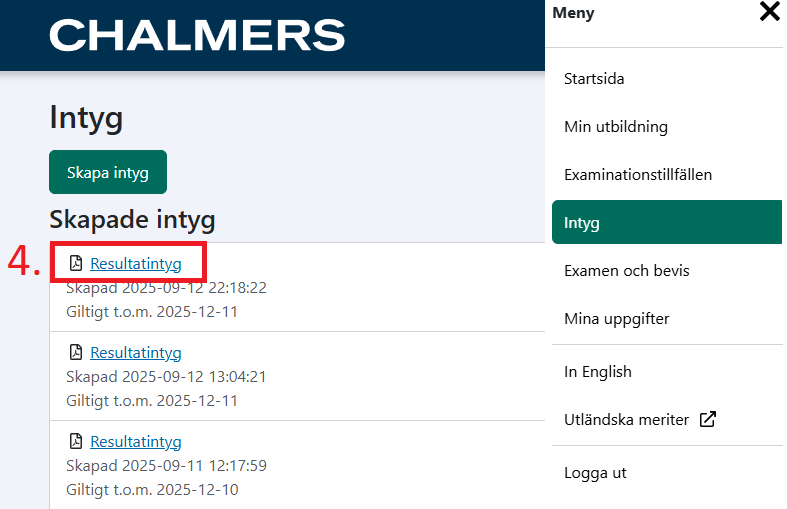 CHALMERS
Intyg
Skapa intyg
Skapade intyg
4.
Resultatintyg
Skapad 2025-09-12 22:18:22
Giltigt t.o.m. 2025-12-11
Resultatintyg
Skapad 2025-09-12 13:04:21
Giltigt t.o.m. 2025-12-11
Resultatintyg
Skapad 2025-09-11 12:17:59
Giltigt t.o.m. 2025-12-10
Meny
Startsida
Min utbildning
Examinationstillfällen
Intyg
Examen och bevis
Mina uppgifter
In English
Utländska meriter
Logga ut